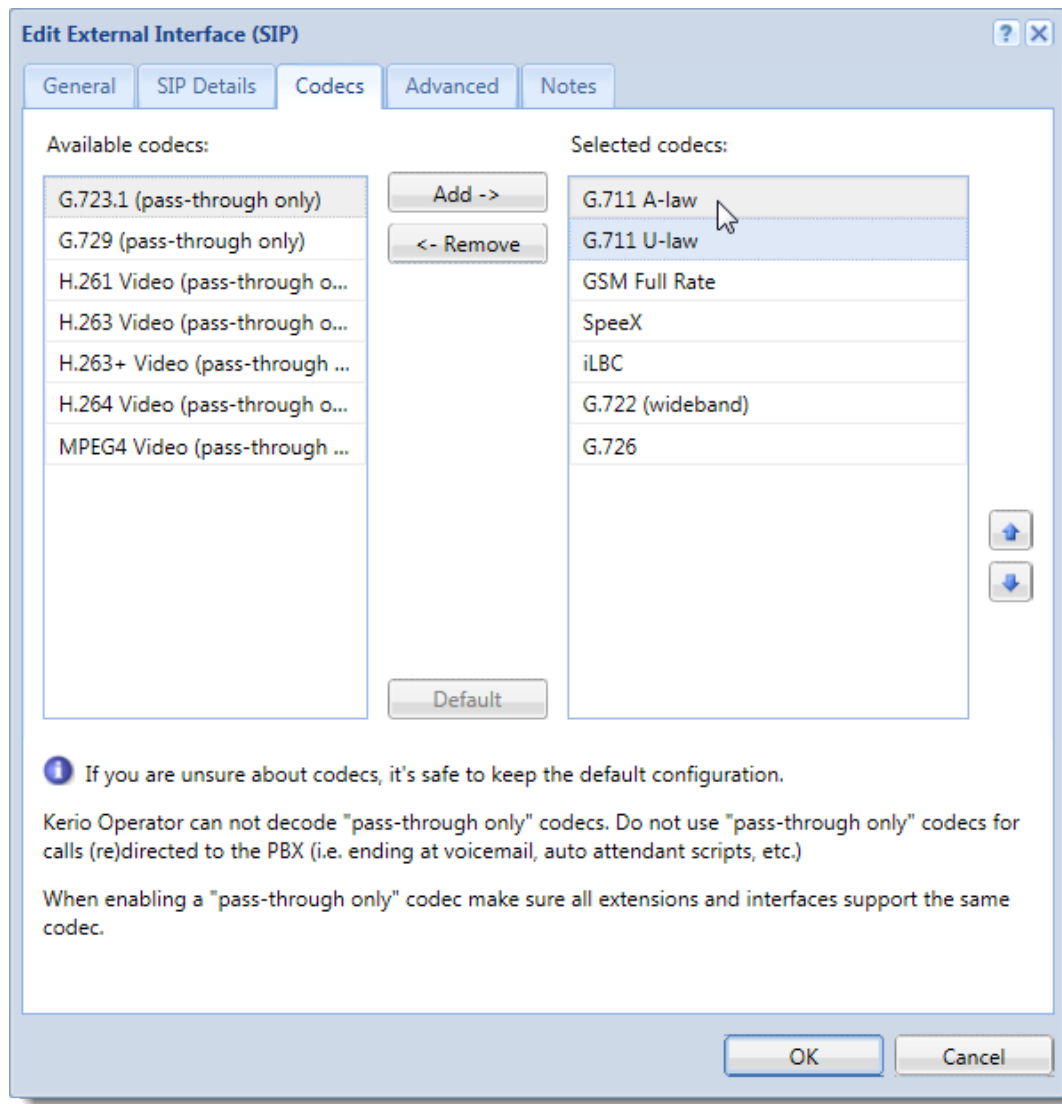 Edit External Interface (SIP)
General
SIP Details
Codecs
Advanced
Notes
Available codecs:
G.723.1 (pass-through only)
G.729 (pass-through only)
H.261 Video (pass-through o...
H.263 Video (pass-through o...
H.263+ Video (pass-through ...
H.264 Video (pass-through o...
MPEG4 Video (pass-through ...
Add ->
<- Remove
Default
Selected codecs:
G.711 A-law
G.711 U-law
GSM Full Rate
SpeeX
iLBC
G.722 (wideband)
G.726
If you are unsure about codecs, it's safe to keep the default configuration.
Kerio Operator can not decode "pass-through only" codecs. Do not use "pass-through only" codecs for
calls (re)directed to the PBX (i.e. ending at voicemail, auto attendant scripts, etc.)
When enabling a "pass-through only" codec make sure all extensions and interfaces support the same
codec.
OK
Cancel